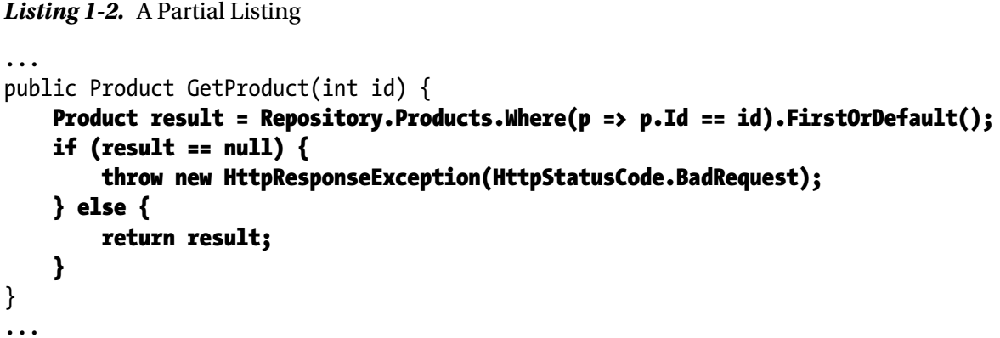 Listing 1-2. A Partial Listing
...
public Product GetProduct(int id) {
    Product result = Repository.Products.Where(p => p.Id == id).FirstOrDefault();
    if (result == null) {
        throw new HttpResponseException(HttpStatusCode.BadRequest);
    } else {
        return result;
    }
}
...